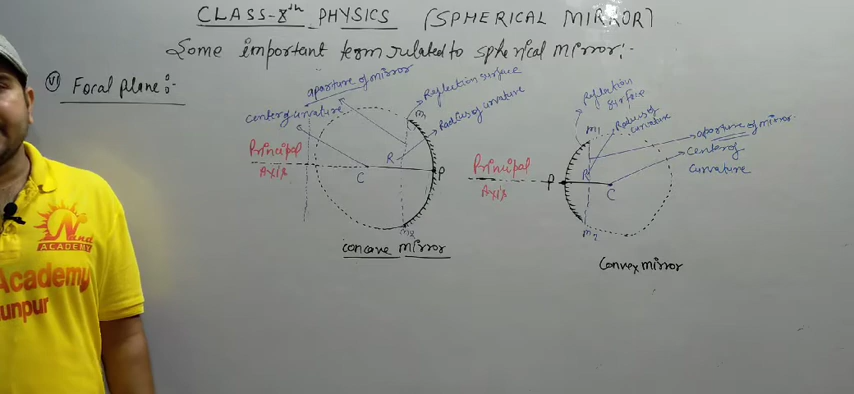 CLASS-8th PHYSICS (SPHERICAL MIRROR)
Some important term related to spherical mirror:-
(VI) Focal plane:-
aperture of mirror
center of curvature
Reflection surface
Radius of curvature
M1
Principal
Axis
R
C
P
M2
concave mirror
Reflection
surface
Radius of
curvature
M1
aperture of mirror
center of
curvature
Principal
Axis
R
P
C
M2
Convex mirror
Nand
ACADEMY
Academy
unpur